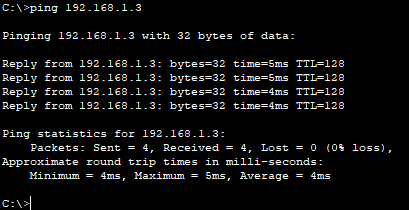 C:\>ping 192.168.1.3
Pinging 192.168.1.3 with 32 bytes of data:
Reply from 192.168.1.3: bytes=32 time=5ms TTL=128
Reply from 192.168.1.3: bytes=32 time=5ms TTL=128
Reply from 192.168.1.3: bytes=32 time=4ms TTL=128
Reply from 192.168.1.3: bytes=32 time=4ms TTL=128
Ping statistics for 192.168.1.3:
    Packets: Sent = 4, Received = 4, Lost = 0 (0% loss),
Approximate round trip times in milli-seconds:
    Minimum = 4ms, Maximum = 5ms, Average = 4ms
C:\>